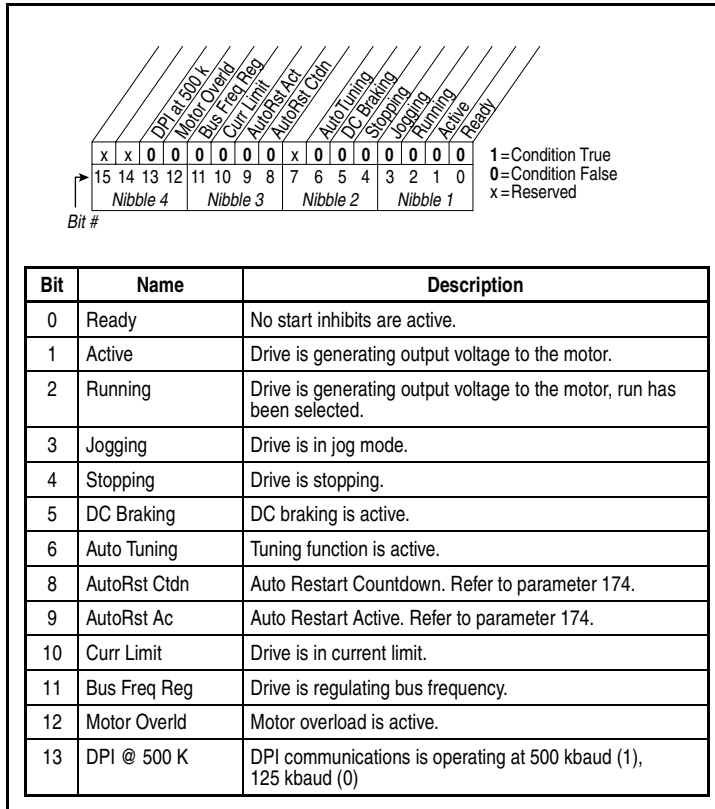 DPI at 500 k
Motor Overld
Bus Freq Reg
Curr Limit
AutoRst Act
AutoRst Ctdn
AutoTuning
DC Braking
Stopping
Jogging
Running
Active
Ready
x x 0 0 0 0 0 0 x 0 0 0 0 0 0 0
15 14 13 12 11 10 9 8 7 6 5 4 3 2 1 0
Nibble 4 Nibble 3 Nibble 2 Nibble 1
Bit #
1=Condition True
0=Condition False
x=Reserved
Bit Name Description
0 Ready No start inhibits are active.
1 Active Drive is generating output voltage to the motor.
2 Running Drive is generating output voltage to the motor, run has
been selected.
3 Jogging Drive is in jog mode.
4 Stopping Drive is stopping.
5 DC Braking DC braking is active.
6 Auto Tuning Tuning function is active.
8 AutoRst Ctdn Auto Restart Countdown. Refer to parameter 174.
9 AutoRst Ac Auto Restart Active. Refer to parameter 174.
10 Curr Limit Drive is in current limit.
11 Bus Freq Reg Drive is regulating bus frequency.
12 Motor Overld Motor overload is active.
13 DPI @ 500 K DPI communications is operating at 500 kbaud (1),
125 kbaud (0)